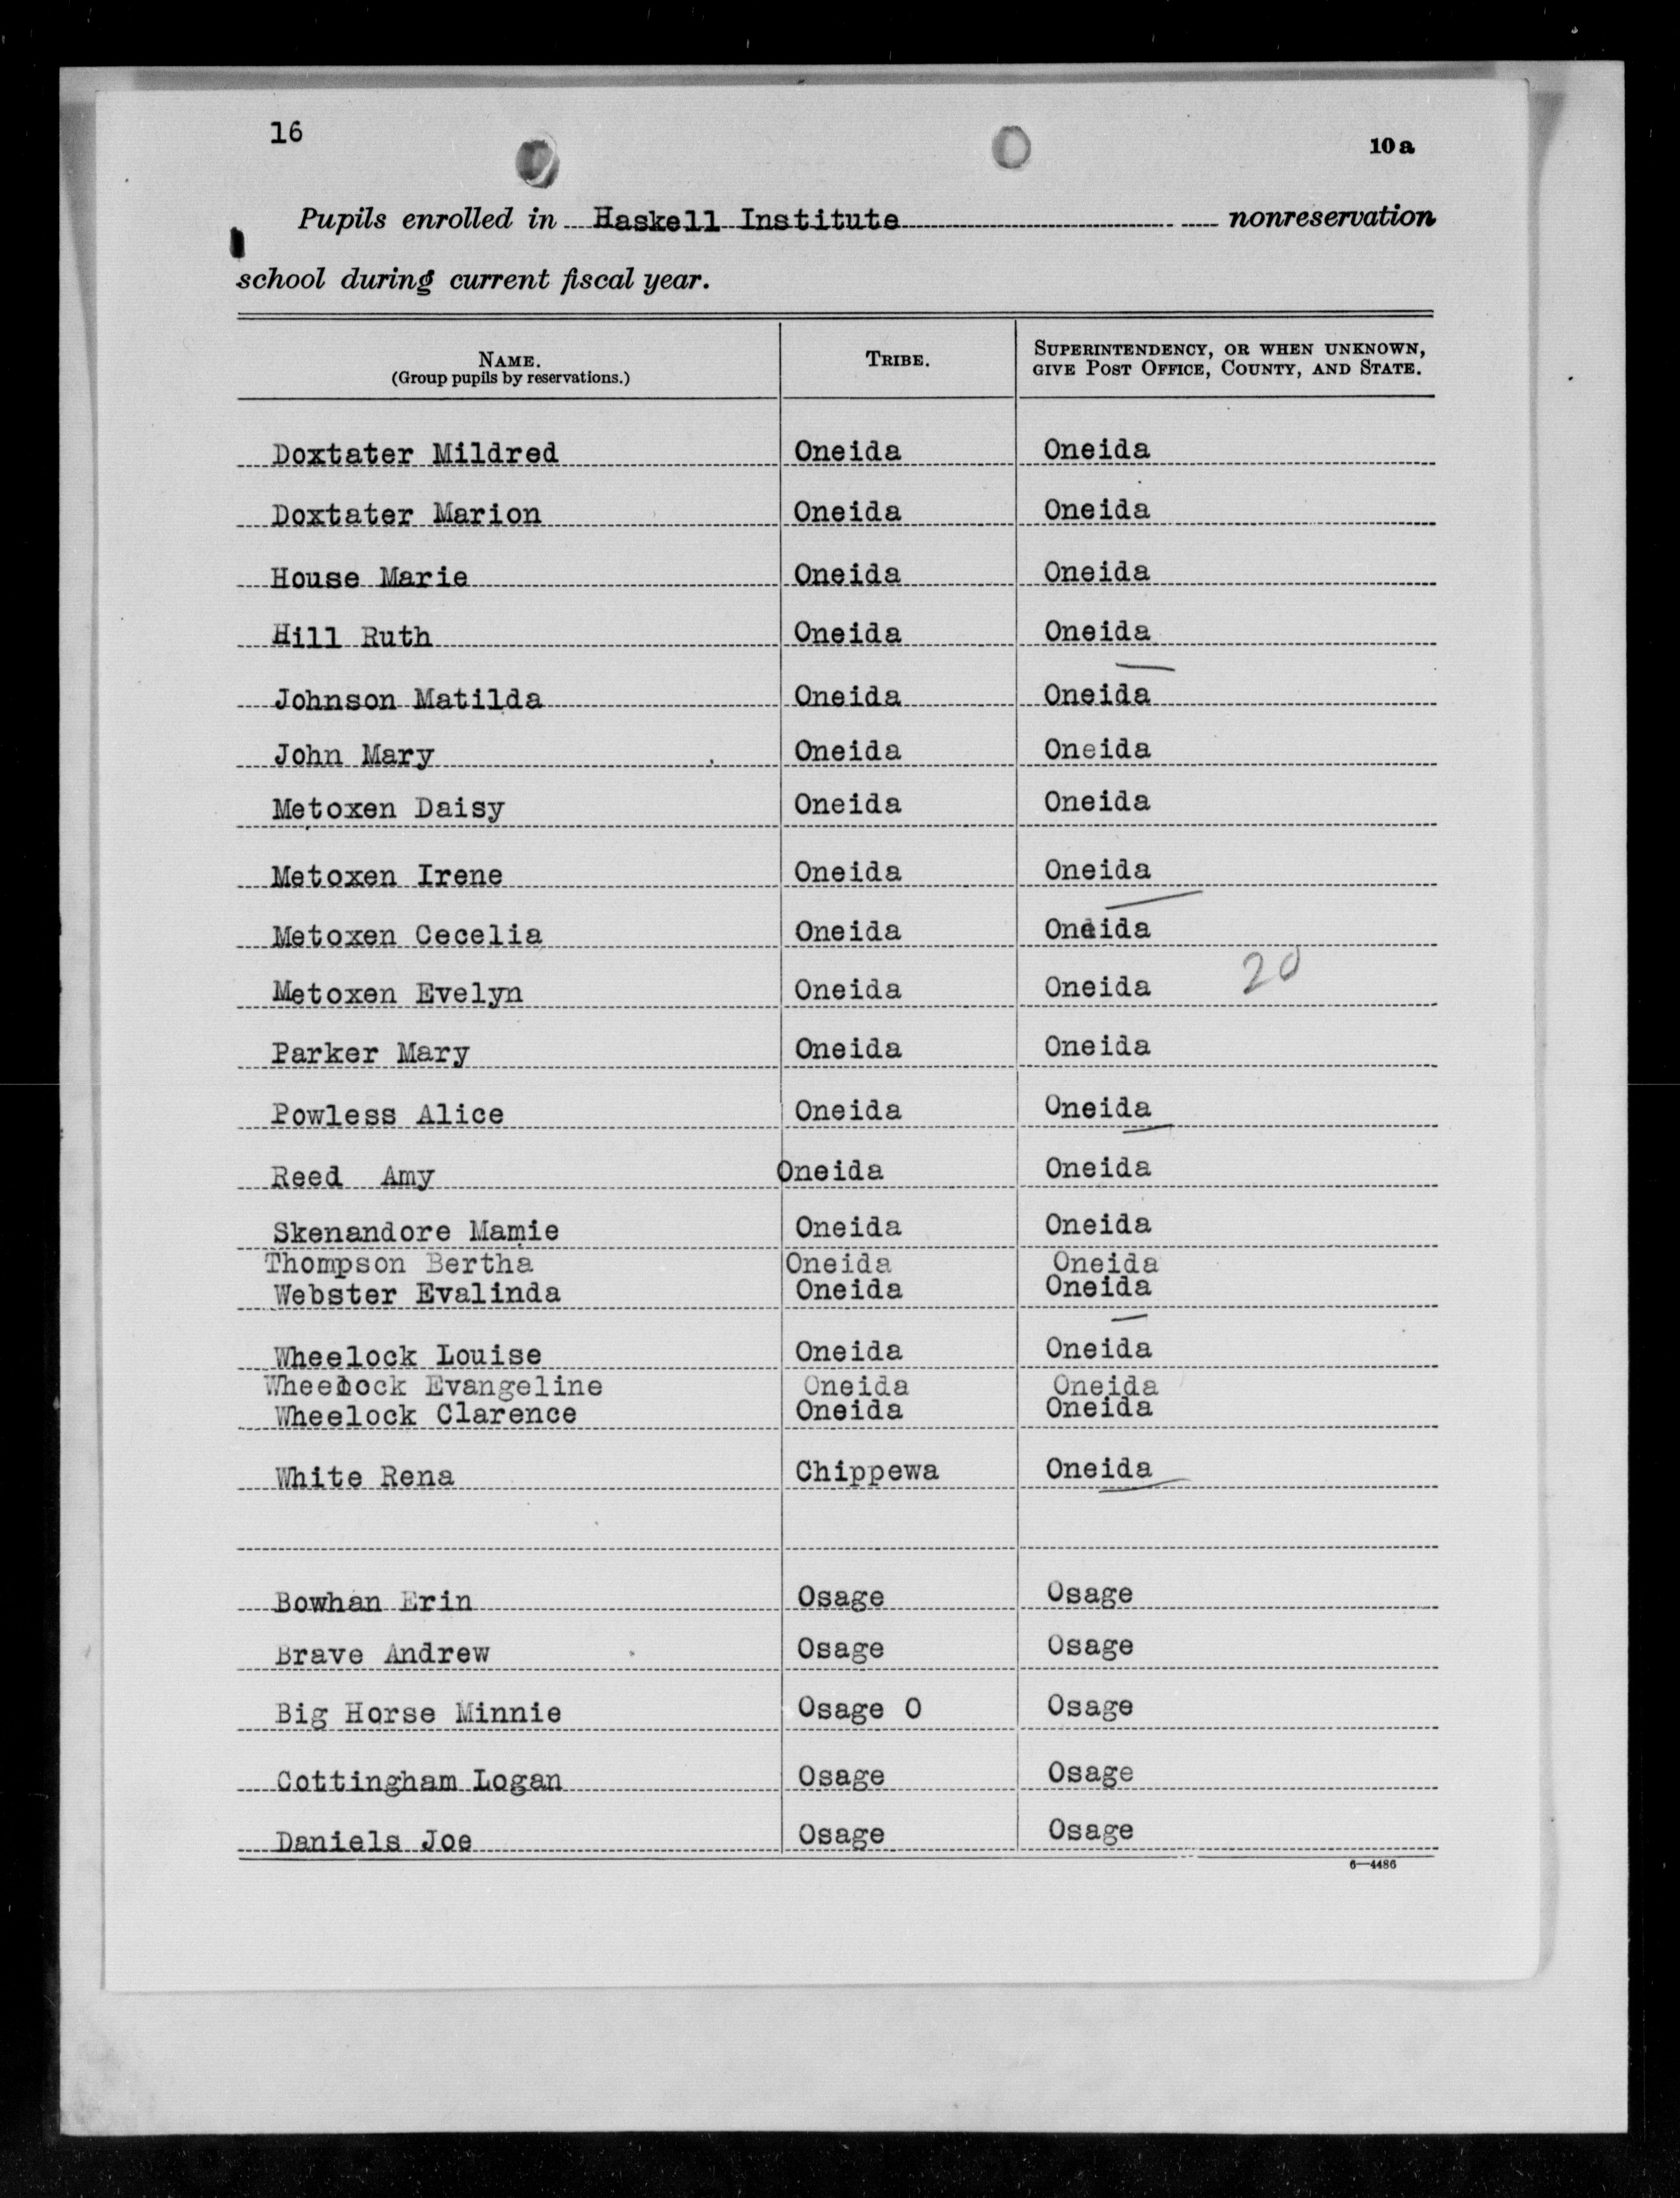 16
10 a
Pupils enrolled in Haskell Institute nonreservation
school during current fiscal year.
NAME. TRIBE. SUPERINTENDENCY, OR WHEN UNKNOWN,
(Group pupils by reservations.) GIVE POST OFFICE, COUNTY, AND STATE.
Doxtater Mildred Oneida Oneida
Doxtater Marion Oneida Oneida
House Marie Oneida Oneida
Hill Ruth Oneida Oneida
Johnson Matilda Oneida Oneida
John Mary Oneida Oneida
Metoxen Daisy Oneida Oneida
Metoxen Irene Oneida Oneida
Metoxen Cecelia Oneida Oneida
Metoxen Evelyn Oneida Oneida 20
Parker Mary Oneida Oneida
Powless Alice Oneida Oneida
Reed Amy Oneida Oneida
Skenandore Mamie Oneida Oneida
Thompson Bertha Oneida Oneida
Webster Evalinda Oneida Oneida
Wheelock Louise Oneida Oneida
Wheelock Evangeline Oneida Oneida
Wheelock Clarence Oneida Oneida
White Rena Chippewa Oneida
Bowhan Erin Osage Osage
Brave Andrew Osage Osage
Big Horse Minnie Osage O Osage
Cottingham Logan Osage Osage
Daniels Joe Osage Osage
6—4486